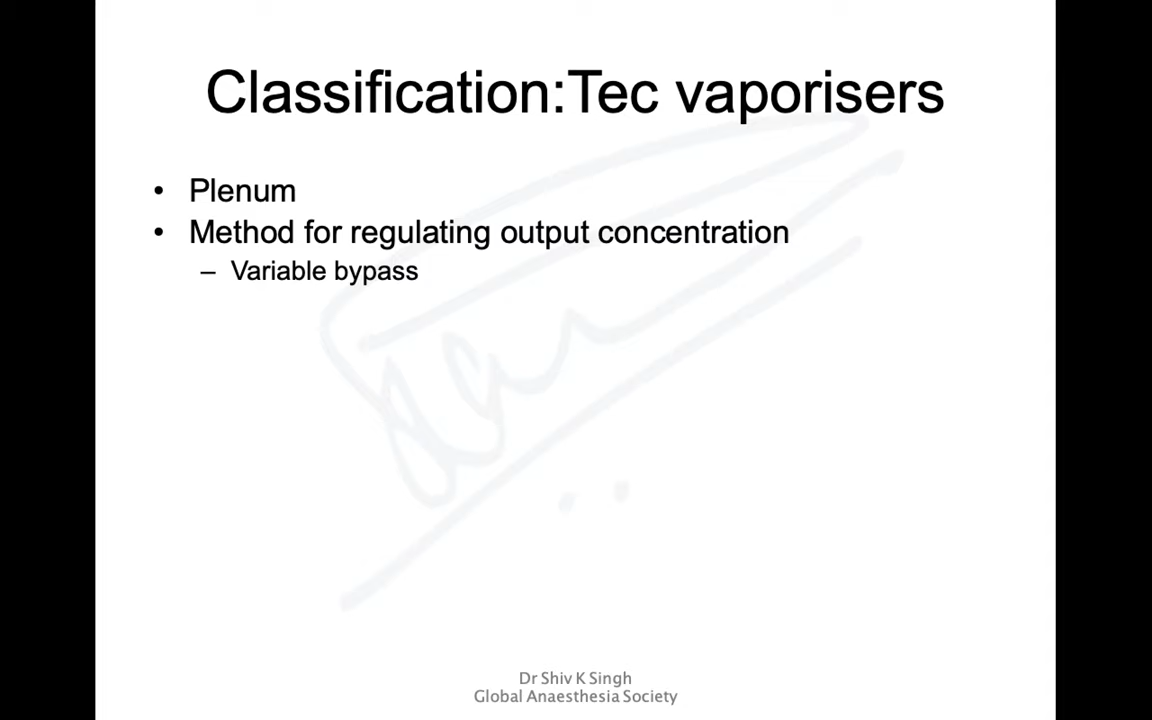 Classification:Tec vaporisers
• Plenum
• Method for regulating output concentration
– Variable bypass
Dr Shiv K Singh
Global Anaesthesia Society